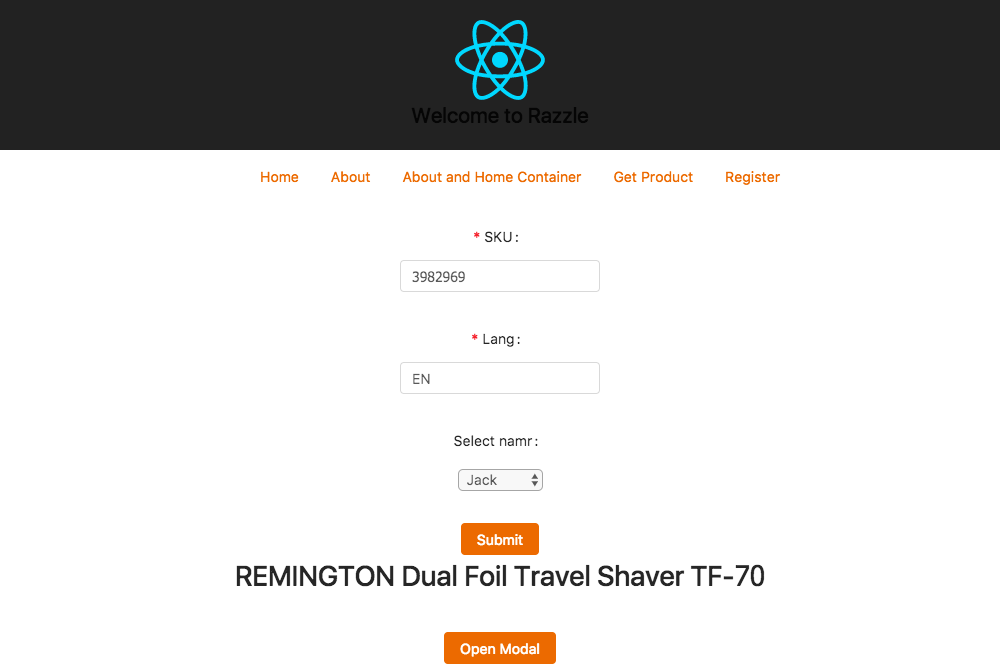 Welcome to Razzle
Home About About and Home Container Get Product Register
* SKU:
3982969
* Lang:
EN
Select namr:
Jack
Submit
REMINGTON Dual Foil Travel Shaver TF-70
Open Modal